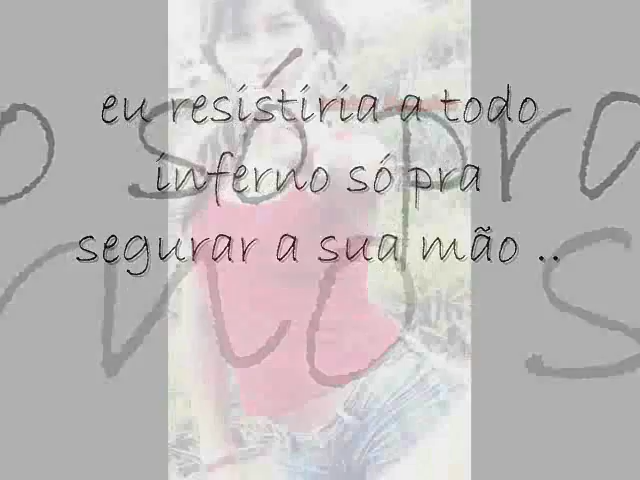 eu resistiria a todo
inferno só pra
segurar a sua mão ..